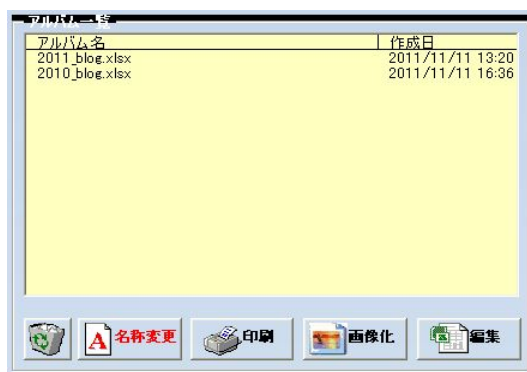 アルバム一覧
アルバム名 作成日
2011_blog.xlsx 2011/11/11 13:20
2010_blog.xlsx 2011/11/11 16:36
A 名称変更 印刷 画像化 編集